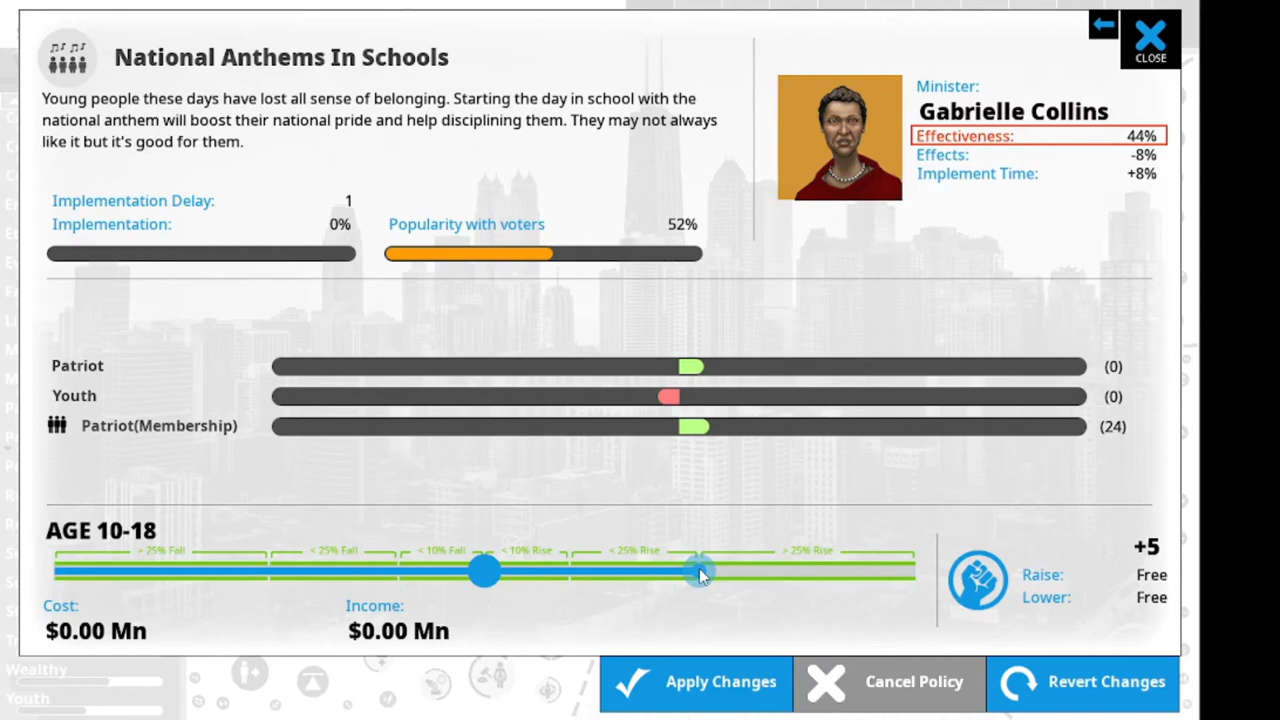 National Anthems In Schools
Young people these days have lost all sense of belonging. Starting the day in school with the
national anthem will boost their national pride and help disciplining them. They may not always
like it but it's good for them.
CLOSE
Minister:
Gabrielle Collins
Effectiveness: 44%
Effects: -8%
Implement Time: +8%
Implementation Delay: 1
Implementation: 0%
Popularity with voters 52%
Patriot (0)
Youth (0)
Patriot(Membership) (24)
AGE 10-18
> 25% Fall < 25% Fall < 10% Fall < 10% Rise < 25% Rise > 25% Rise
+5
Raise: Free
Lower: Free
Cost: Income:
$0.00 Mn $0.00 Mn
Wealthy
Youth
Apply Changes Cancel Policy Revert Changes